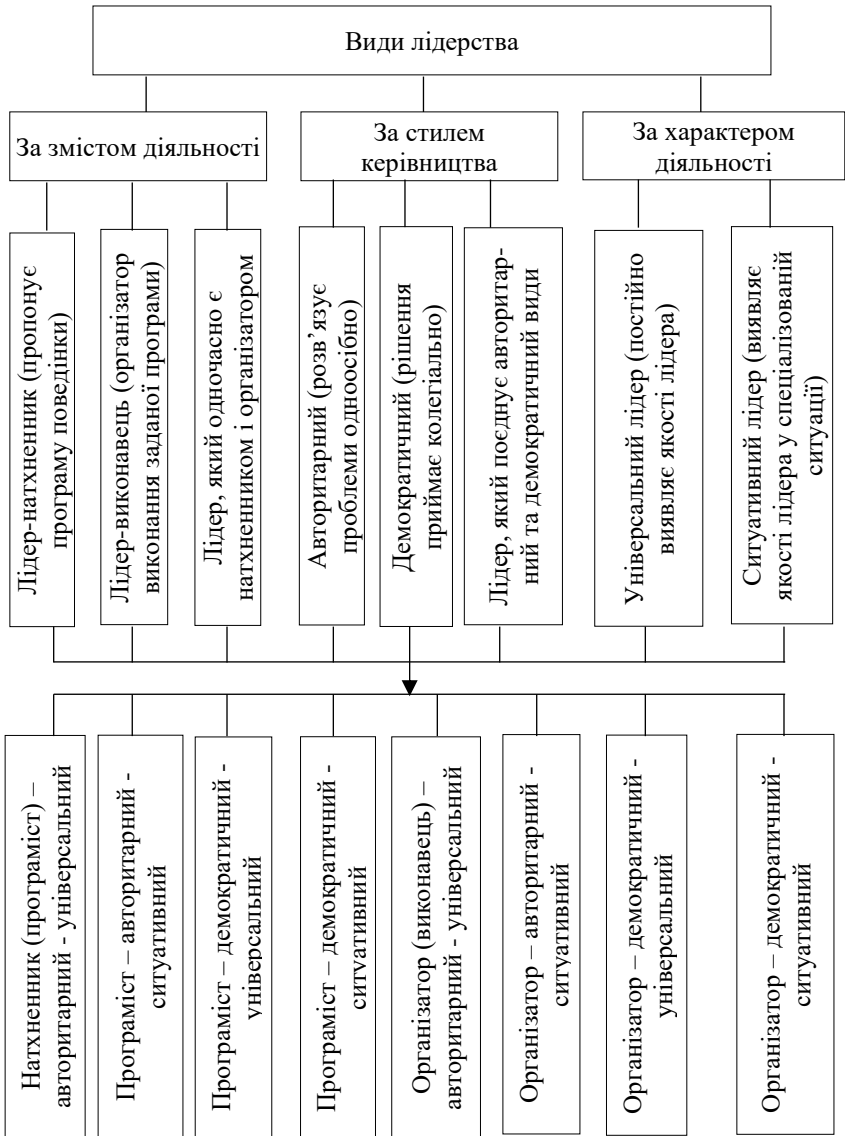 Види лідерства
За змістом діяльності
За стилем
керівництва
За характером
діяльності
Лідер-натхненник (пропонує
програму поведінки)
Лідер-виконавець (організатор
виконання заданої програми)
Лідер, який одночасно є
натхненником і організатором
Авторитарний (розв’язує
проблеми одноосібно)
Демократичний (рішення
приймає колегіально)
Лідер, який поєднує авторитар-
ний та демократичний види
Універсальний лідер (постійно
виявляє якості лідера)
Ситуативний лідер (виявляє
якості лідера у спеціалізованій
ситуації)
Натхненник (програміст) –
авторитарний - універсальний
Програміст – авторитарний -
ситуативний
Програміст – демократичний -
універсальний
Програміст – демократичний -
ситуативний
Організатор (виконавець) –
авторитарний - універсальний
Організатор – авторитарний -
ситуативний
Організатор – демократичний -
універсальний
Організатор – демократичний -
ситуативний